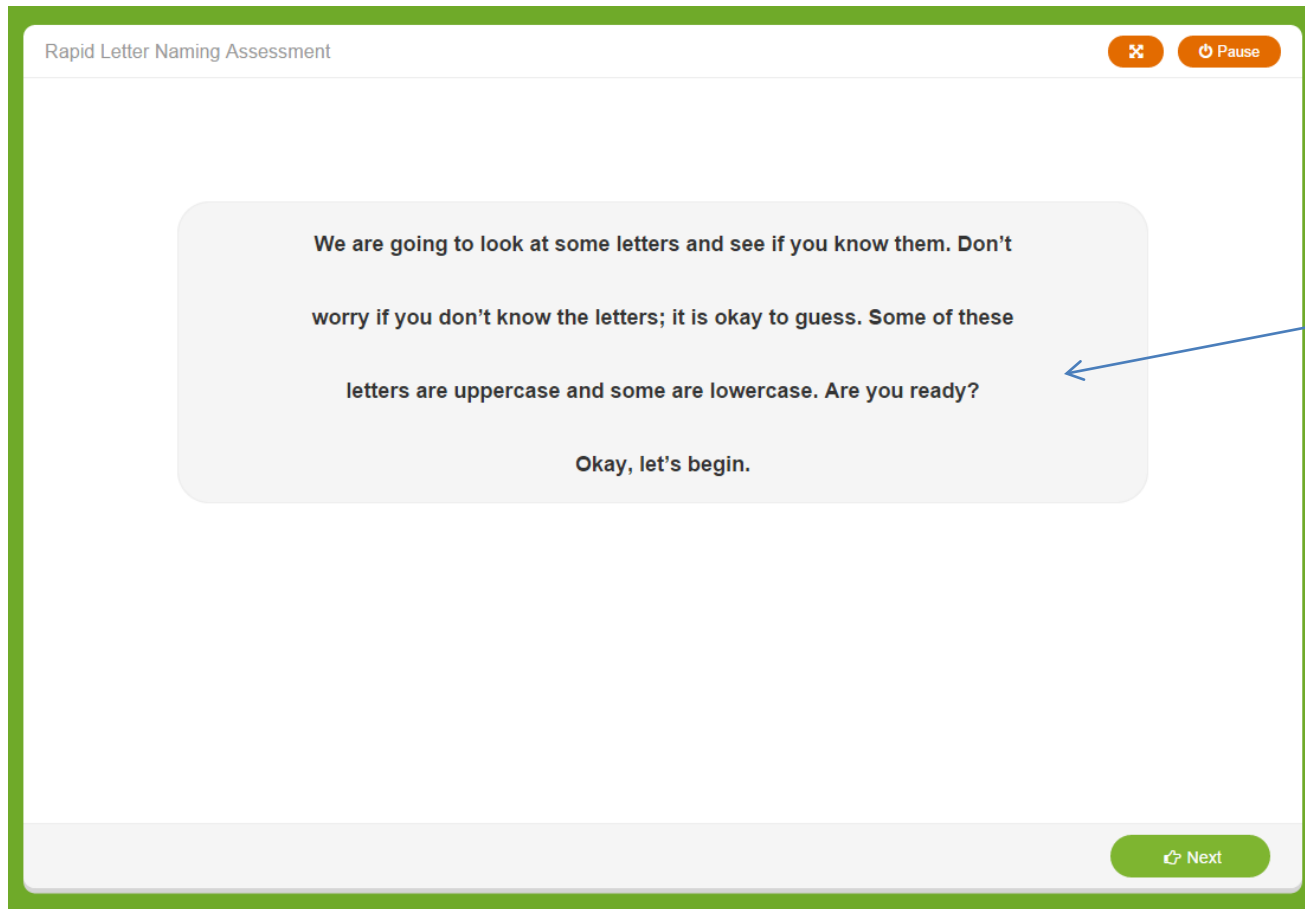 Rapid Letter Naming Assessment
Pause
We are going to look at some letters and see if you know them. Don’t
worry if you don’t know the letters; it is okay to guess. Some of these
letters are uppercase and some are lowercase. Are you ready?
Okay, let’s begin.
Next